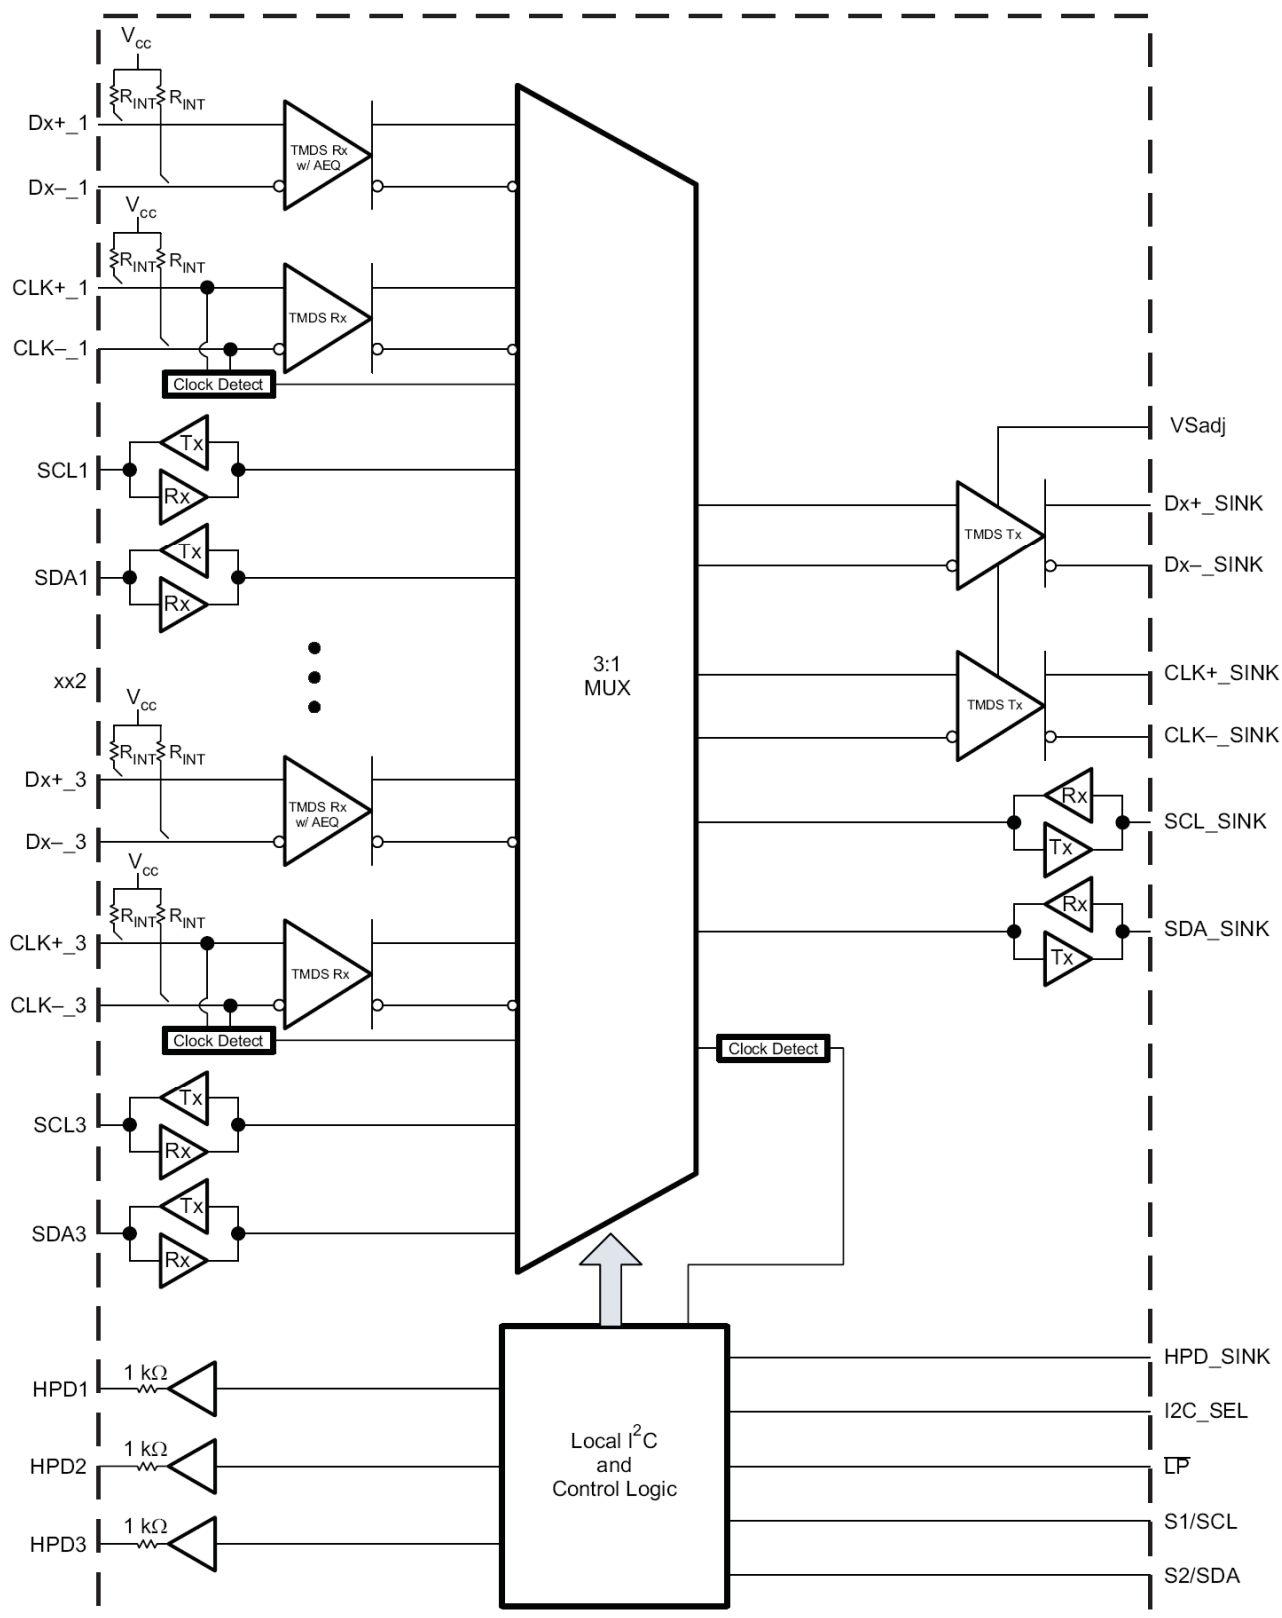 Vcc
RINT RINT
Dx+_1
TMDS Rx
w/ AEQ
Dx–_1
Vcc
RINT RINT
CLK+_1
TMDS Rx
CLK–_1
Clock Detect
Tx
SCL1
Rx
Tx
SDA1
Rx
xx2
Vcc
RINT RINT
Dx+_3
TMDS Rx
w/ AEQ
Dx–_3
Vcc
RINT RINT
CLK+_3
TMDS Rx
CLK–_3
Clock Detect
Tx
SCL3
Rx
Tx
SDA3
Rx
3:1
MUX
VSadj
Dx+_SINK
TMDS Tx
Dx–_SINK
CLK+_SINK
TMDS Tx
CLK–_SINK
Rx
SCL_SINK
Tx
Rx
SDA_SINK
Tx
Clock Detect
1 kΩ
HPD1
1 kΩ
HPD2
1 kΩ
HPD3
Local I²C
and
Control Logic
HPD_SINK
I2C_SEL
L̅P̅
S1/SCL
S2/SDA